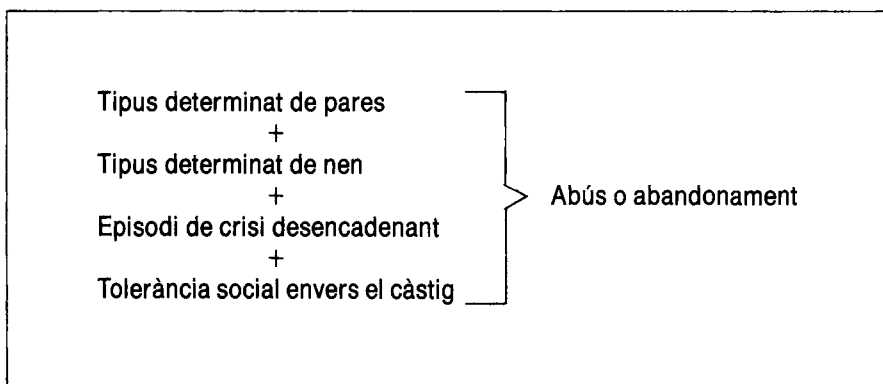 Tipus determinat de pares
+
Tipus determinat de nen
+
Episodi de crisi desencadenant
+
Tolerància social envers el càstig
Abús o abandonament